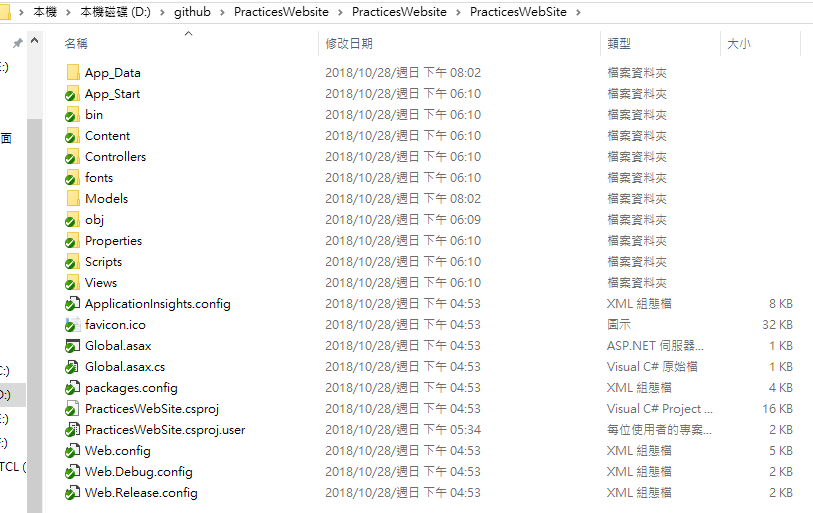 本機 > 本機磁碟 (D:) > github > PracticesWebsite > PracticesWebsite > PracticesWebSite >
名稱 修改日期 類型 大小
App_Data 2018/10/28/週日 下午 08:02 檔案資料夾
App_Start 2018/10/28/週日 下午 06:10 檔案資料夾
bin 2018/10/28/週日 下午 06:10 檔案資料夾
Content 2018/10/28/週日 下午 06:10 檔案資料夾
Controllers 2018/10/28/週日 下午 06:10 檔案資料夾
fonts 2018/10/28/週日 下午 06:10 檔案資料夾
Models 2018/10/28/週日 下午 08:02 檔案資料夾
obj 2018/10/28/週日 下午 06:09 檔案資料夾
Properties 2018/10/28/週日 下午 06:10 檔案資料夾
Scripts 2018/10/28/週日 下午 06:10 檔案資料夾
Views 2018/10/28/週日 下午 06:10 檔案資料夾
ApplicationInsights.config 2018/10/28/週日 下午 04:53 XML 組態檔 8 KB
favicon.ico 2018/10/28/週日 下午 04:53 圖示 32 KB
Global.asax 2018/10/28/週日 下午 04:53 ASP.NET 伺服器... 1 KB
Global.asax.cs 2018/10/28/週日 下午 04:53 Visual C# 原始檔 1 KB
packages.config 2018/10/28/週日 下午 04:53 XML 組態檔 4 KB
PracticesWebSite.csproj 2018/10/28/週日 下午 04:53 Visual C# Project ... 16 KB
PracticesWebSite.csproj.user 2018/10/28/週日 下午 05:34 每位使用者的專案... 2 KB
Web.config 2018/10/28/週日 下午 04:53 XML 組態檔 5 KB
Web.Debug.config 2018/10/28/週日 下午 04:53 XML 組態檔 2 KB
Web.Release.config 2018/10/28/週日 下午 04:53 XML 組態檔 2 KB
:)
面
:)
:)
:)
:)
TCL (